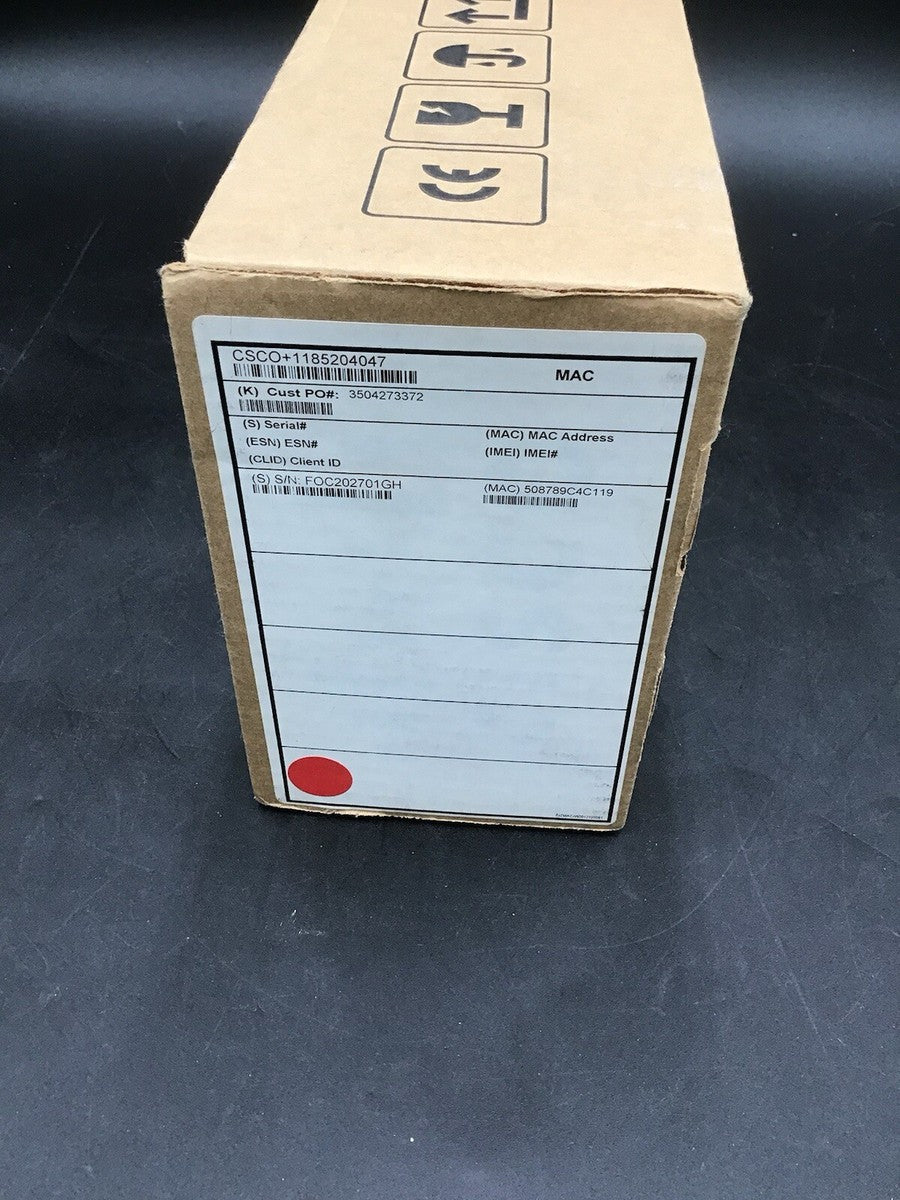 CE
CSCO+1185204047
MAC
(K) Cust PO#: 3504273372
(S) Serial#
(MAC) MAC Address
(ESN) ESN#
(IMEI) IMEI#
(CLID) Client ID
(S) S/N: FOC202701GH
(MAC) 508789C4C119